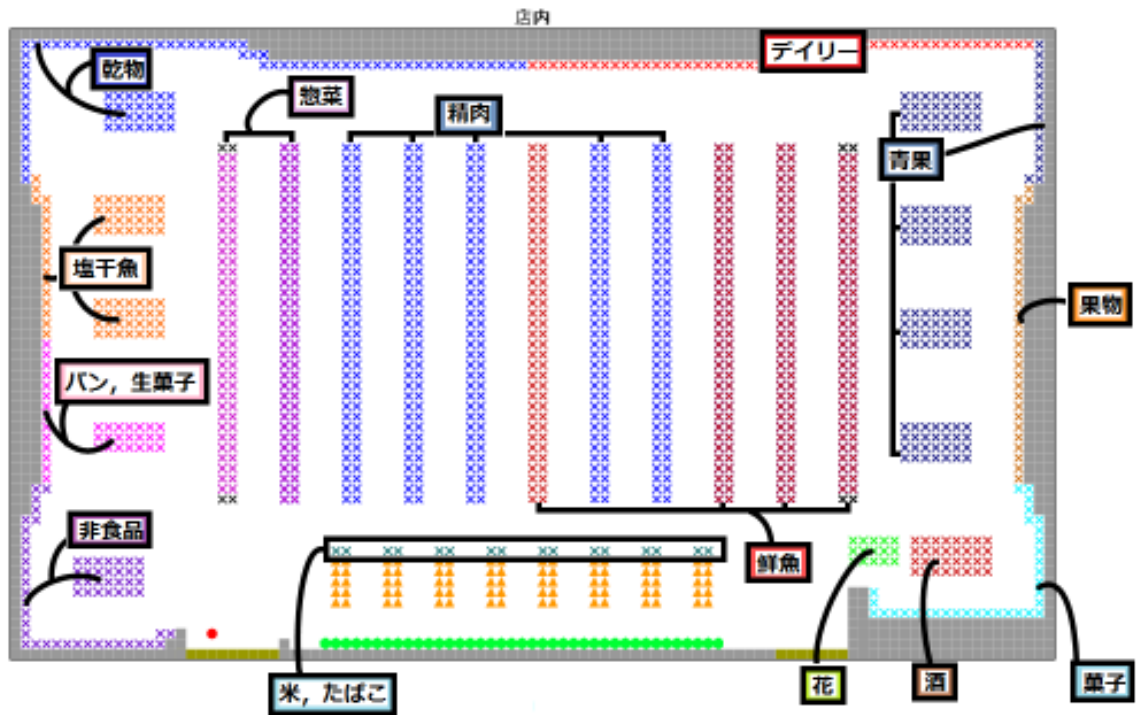 店内
デイリー
乾物
惣菜
精肉
青果
塩干魚
果物
パン，生菓子
非食品
鮮魚
米，たばこ
花
酒
菓子